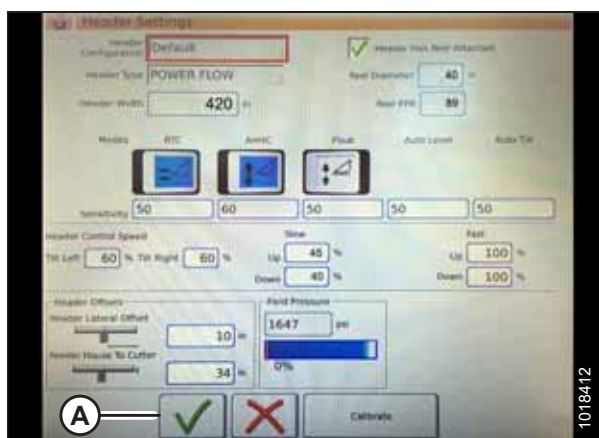 Header Settings
Header Configuration Default
Header Has Reel Attached
Header Type POWER FLOW
Reel Diameter 40 in
Header Width 420 in
Reel PPR 89
Modes RTC AHHC Float Auto Level Auto Tilt
Sensitivity 50 60 50 50 50
Header Control Speed
Slow
Fast
Tilt Left 60 % Tilt Right 60 % Up 45 % Up 100 %
Down 40 % Down 100 %
Header Offsets
Field Pressure
Header Lateral Offset
10 in
1647 psi
Header House To Cutter
34 in
0%
A
Calibrate
1018412